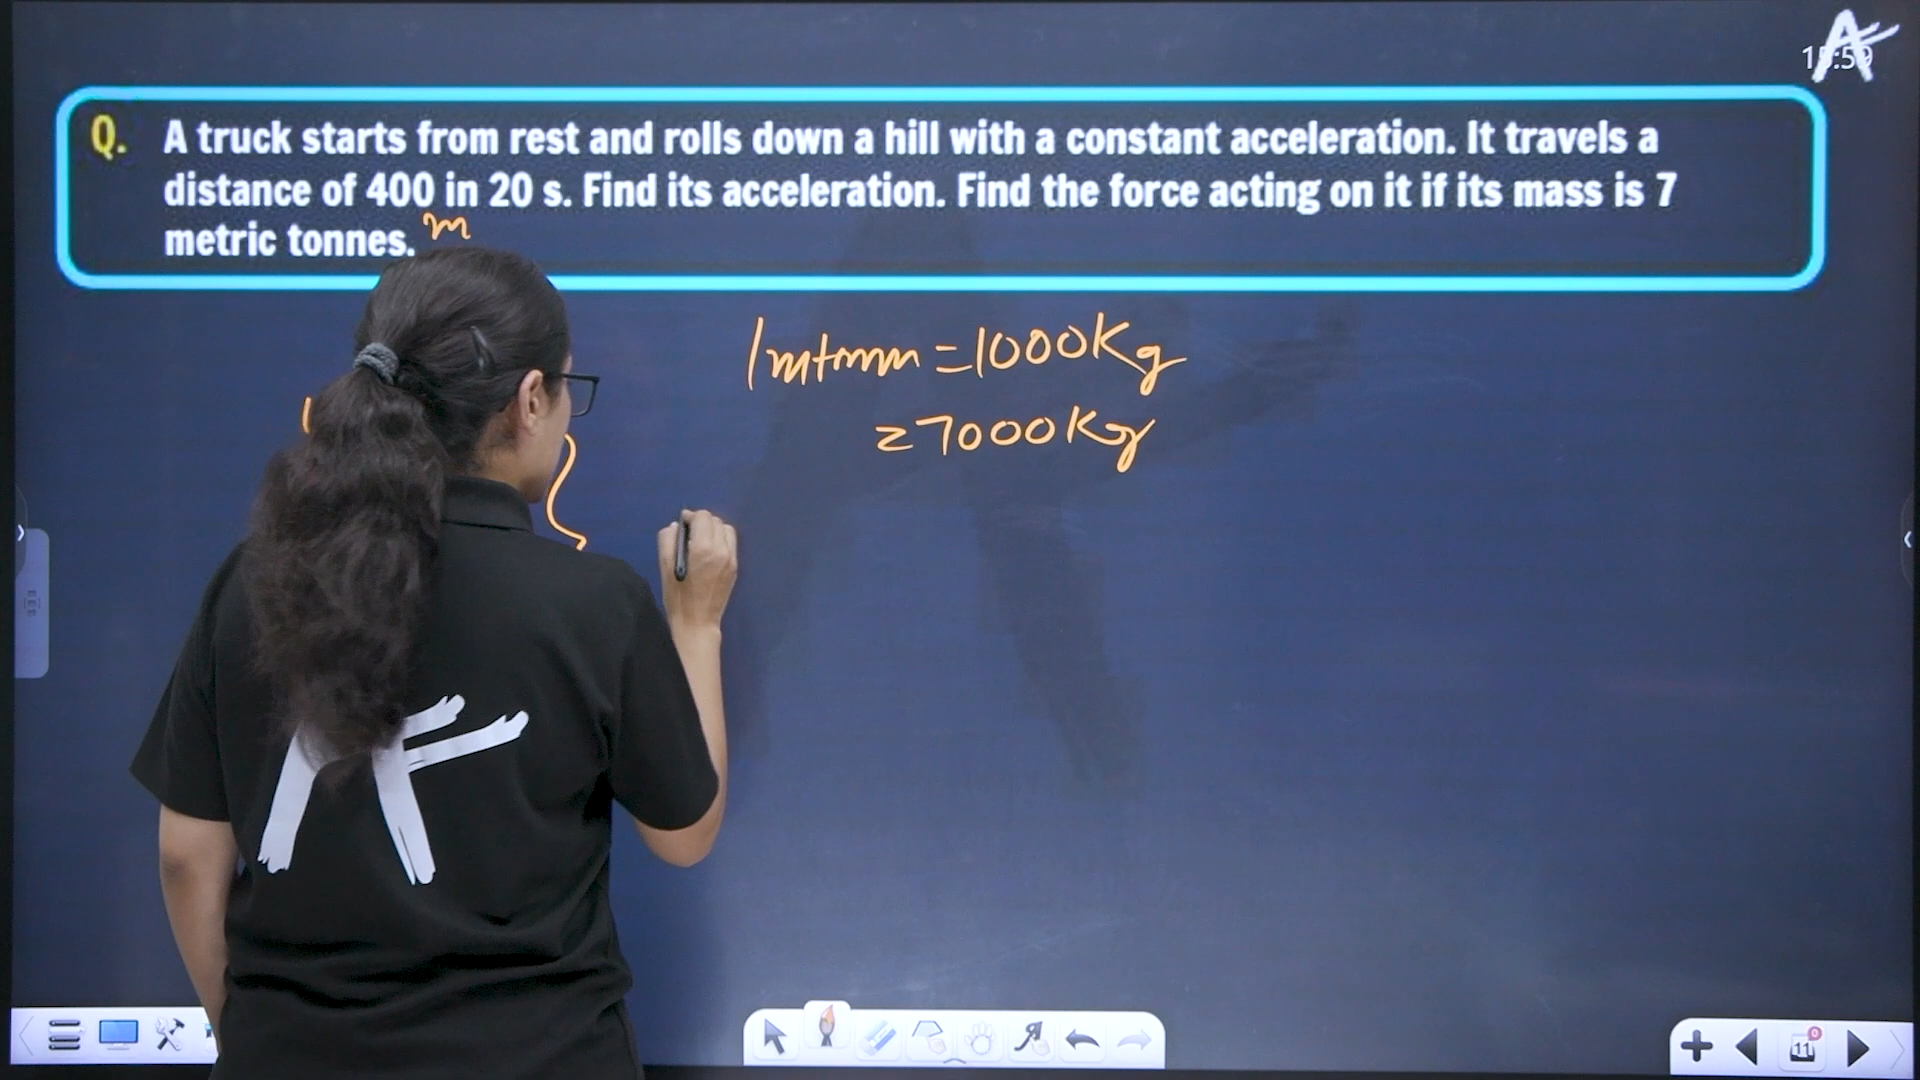 Q. A truck starts from rest and rolls down a hill with a constant acceleration. It travels a
distance of 400 in 20 s. Find its acceleration. Find the force acting on it if its mass is 7
metric tonnes.
m
= 1000 Kg
= 7000 Kg
11
0